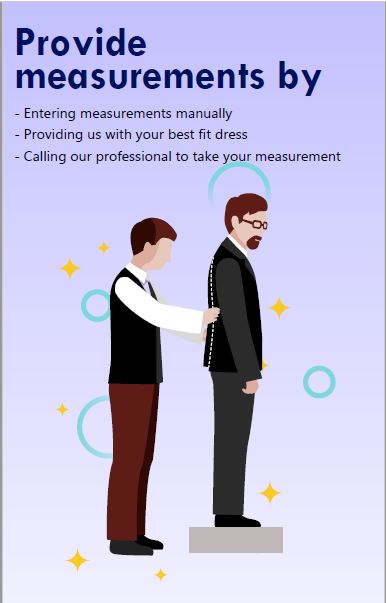 Provide
measurements by
- Entering measurements manually
- Providing us with your best fit dress
- Calling our professional to take your measurement